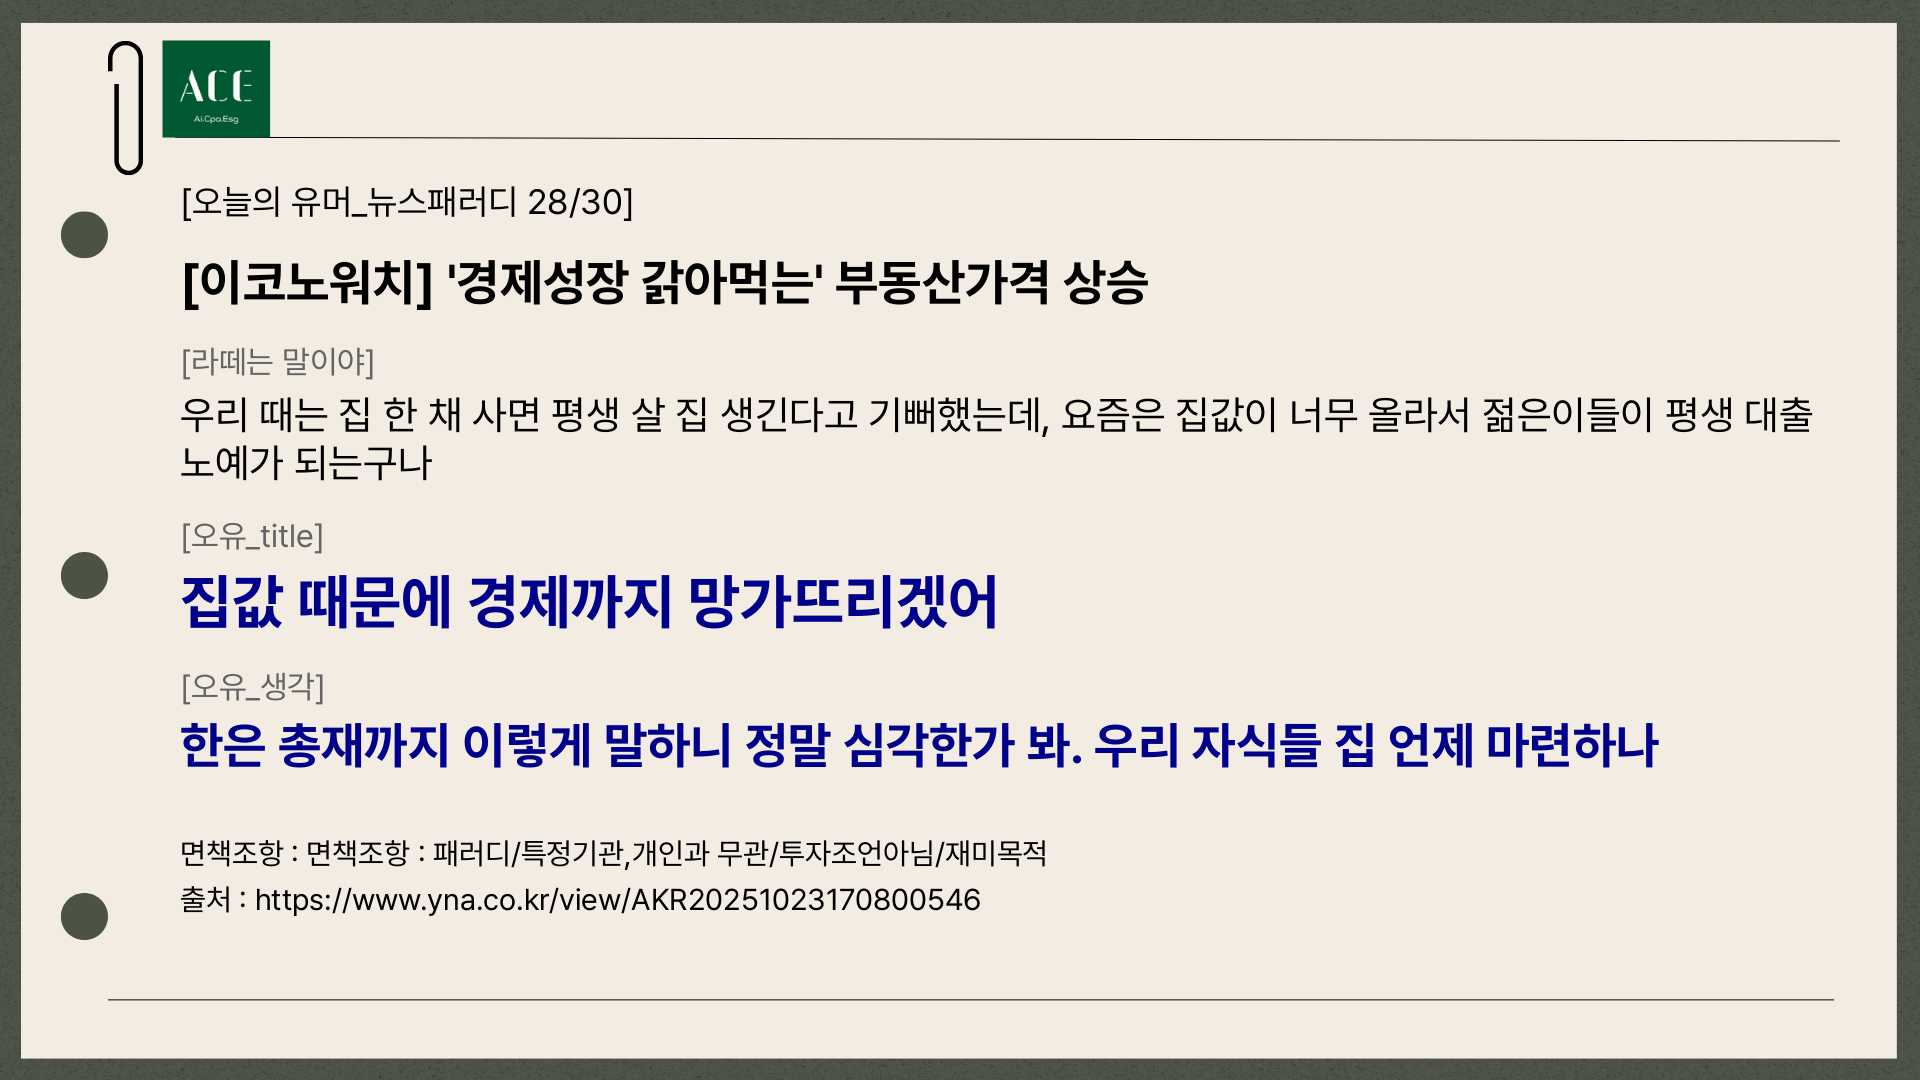 ACE
Ai.Cpa.Esg
[오늘의 유머_뉴스패러디 28/30]
[이코노워치] '경제성장 갉아먹는' 부동산가격 상승
[라떼는 말이야]
우리 때는 집 한 채 사면 평생 살 집 생긴다고 기뻐했는데, 요즘은 집값이 너무 올라서 젊은이들이 평생 대출
노예가 되는구나
[오유_title]
집값 때문에 경제까지 망가뜨리겠어
[오유_생각]
한은 총재까지 이렇게 말하니 정말 심각한가 봐. 우리 자식들 집 언제 마련하나
면책조항 : 면책조항 : 패러디/특정기관,개인과 무관/투자조언아님/재미목적
출처 : https://www.yna.co.kr/view/AKR20251023170800546